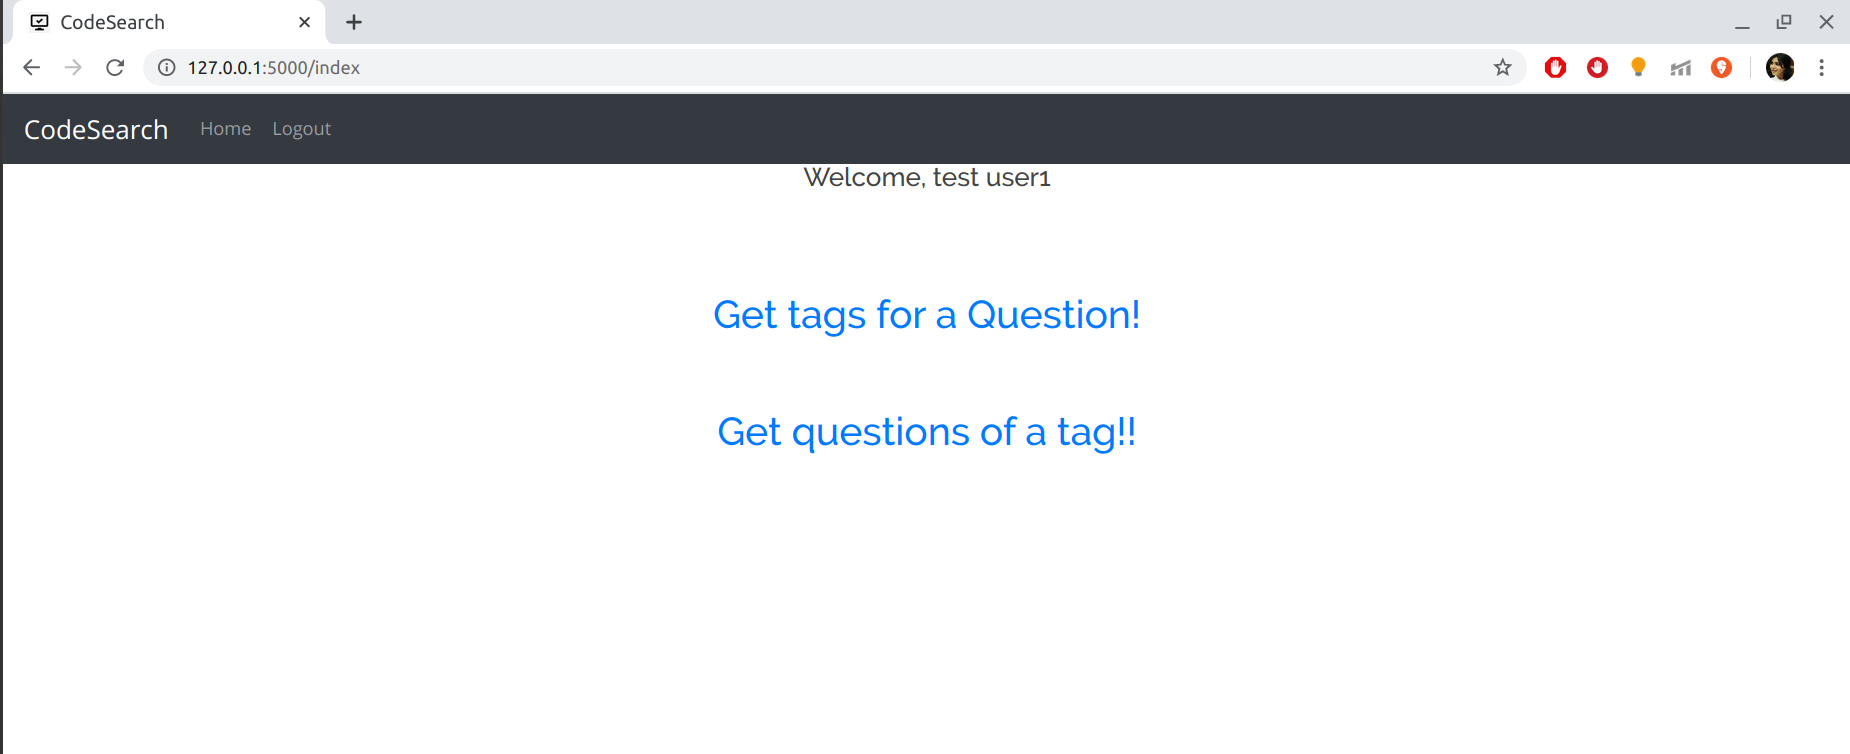 CodeSearch
127.0.0.1:5000/index
CodeSearch Home Logout
Welcome, test user1
Get tags for a Question!
Get questions of a tag!!